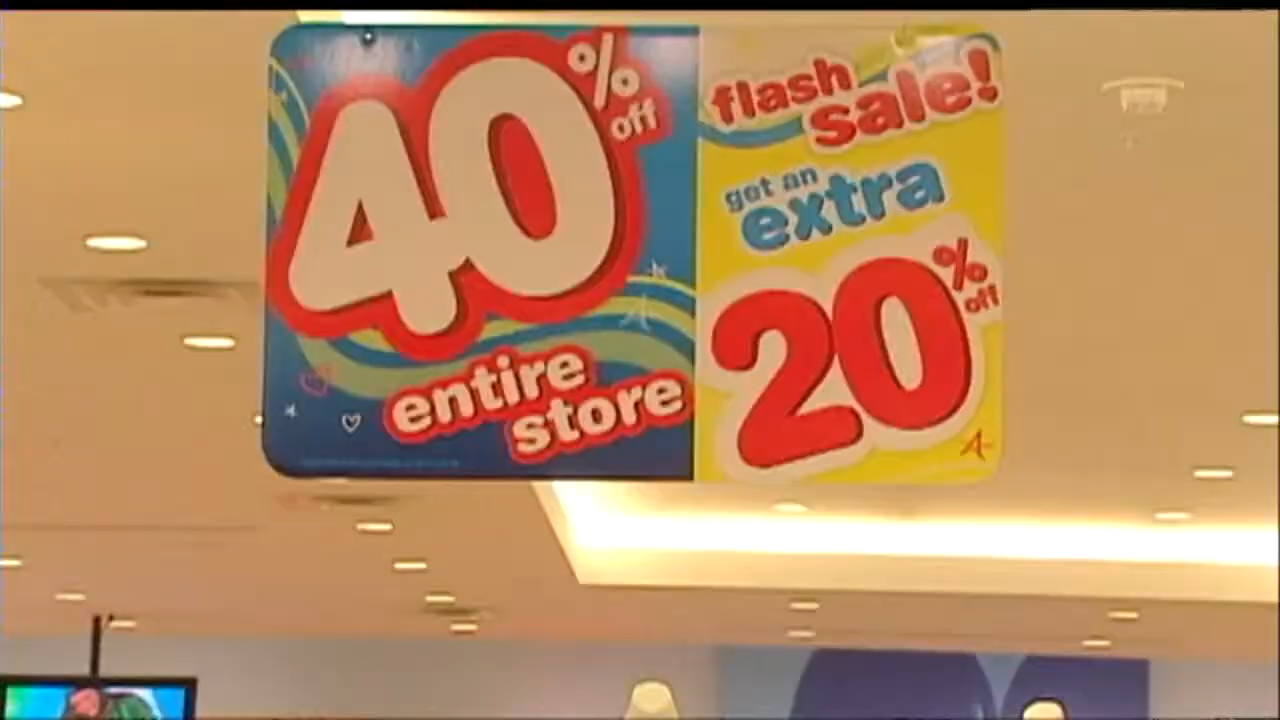 40% off
entire
store
flash
sale!
get an
extra
20% off